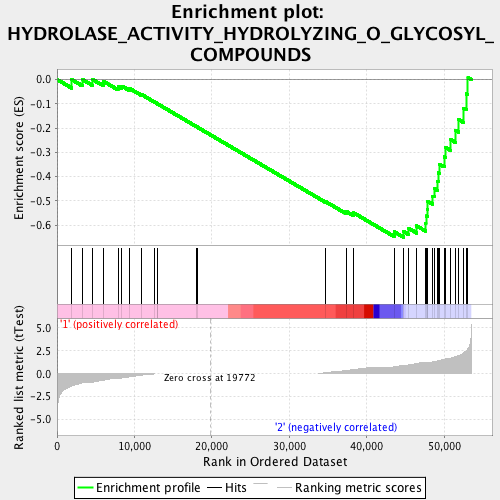 Enrichment plot:
HYDROLASE_ACTIVITY_HYDROLYZING_O_GLYCOSYL_
COMPOUNDS
Enrichment score (ES)
0.0
-0.1
-0.2
-0.3
-0.4
-0.5
-0.6
'1' (positively correlated)
Ranked list metric (tTest)
5.0
2.5
0.0
-2.5
-5.0
Zero cross at 19772
'2' (negatively correlated)
0
10,000
20,000
30,000
40,000
50,000
Rank in Ordered Dataset
Enrichment profile
Hits
Ranking metric scores